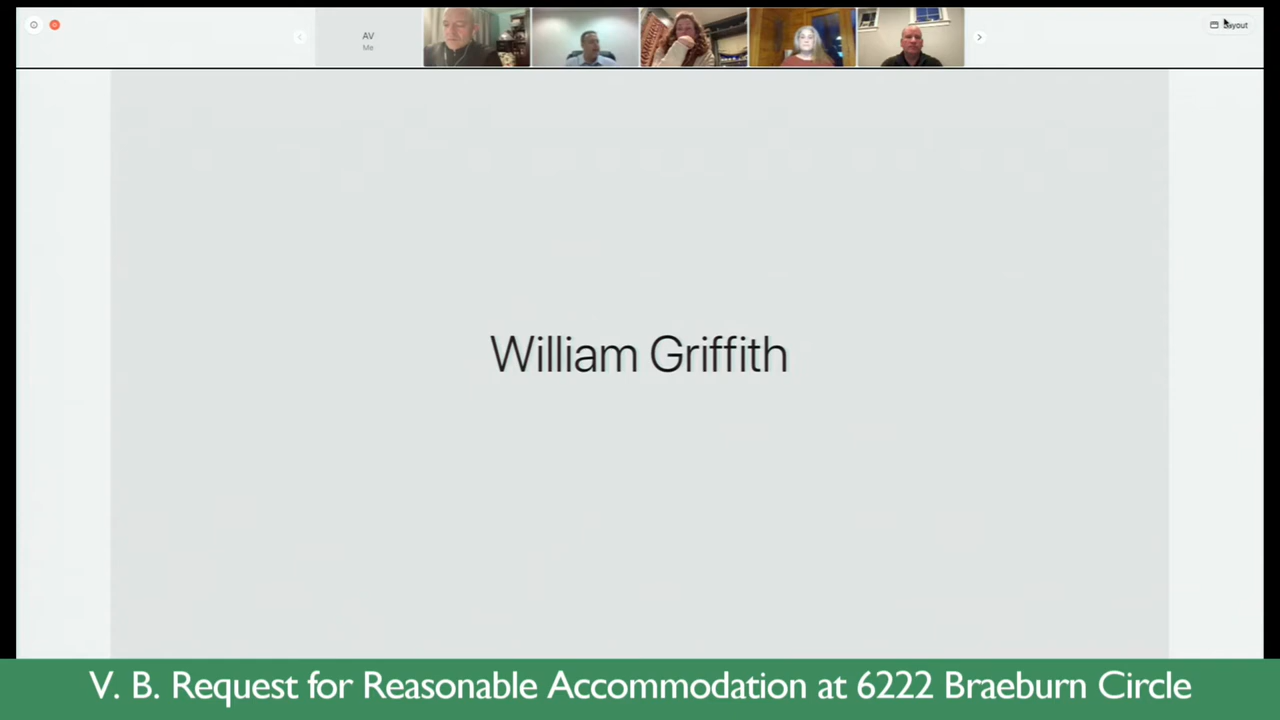 AV
Me
Layout
William Griffith
V. B. Request for Reasonable Accommodation at 6222 Braeburn Circle